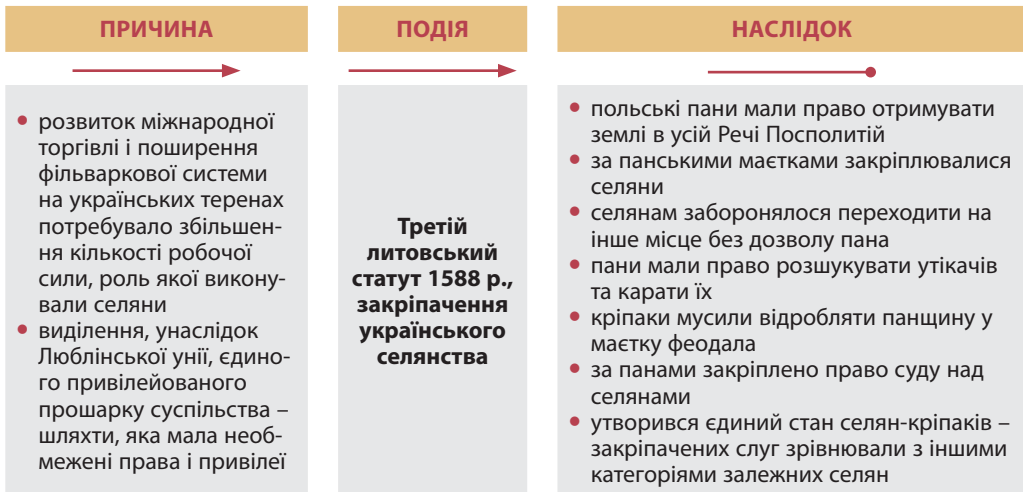 ПРИЧИНА
ПОДІЯ
НАСЛІДОК
• розвиток міжнародної
торгівлі і поширення
фільваркової системи
на українських теренах
потребувало збільшен-
ня кількості робочої
сили, роль якої викону-
вали селяни
• виділення, унаслідок
Люблінської унії, єдино-
го привілейованого
прошарку суспільства –
шляхти, яка мала необ-
межені права і привілеї
Третій
литовський
статут 1588 р.,
закріпачення
українського
селянства
• польські пани мали право отримувати
землі в усій Речі Посполитій
• за панськими маєтками закріплювалися
селяни
• селянам заборонялося переходити на
інше місце без дозволу пана
• пани мали право розшукувати утікачів
та карати їх
• кріпаки мусили відробляти панщину у
маєтку феодала
• за панами закріплено право суду над
селянами
• утворився єдиний стан селян-кріпаків –
закріпачених слуг зрівнювали з іншими
категоріями залежних селян